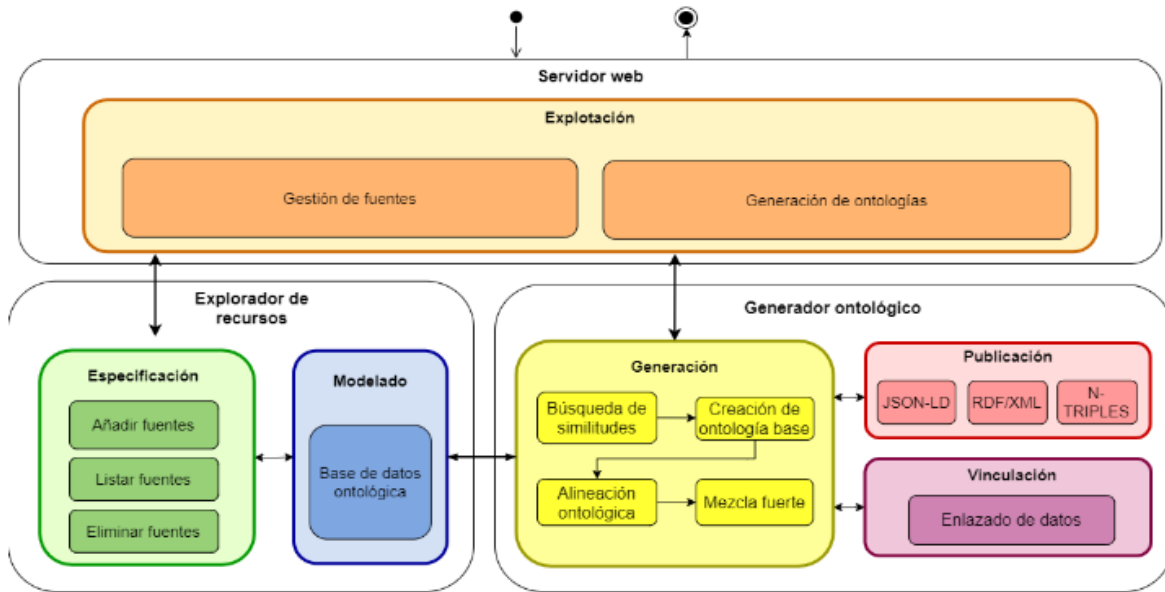 Servidor web
Explotación
Gestión de fuentes
Generación de ontologías
Explorador de
recursos
Especificación
Añadir fuentes
Listar fuentes
Eliminar fuentes
Modelado
Base de datos
ontológica
Generador ontológico
Generación
Búsqueda de
similitudes
Creación de
ontología base
Alineación
ontológica
Mezcla fuerte
Publicación
JSON-LD
RDF/XML
N-
TRIPLES
Vinculación
Enlazado de datos